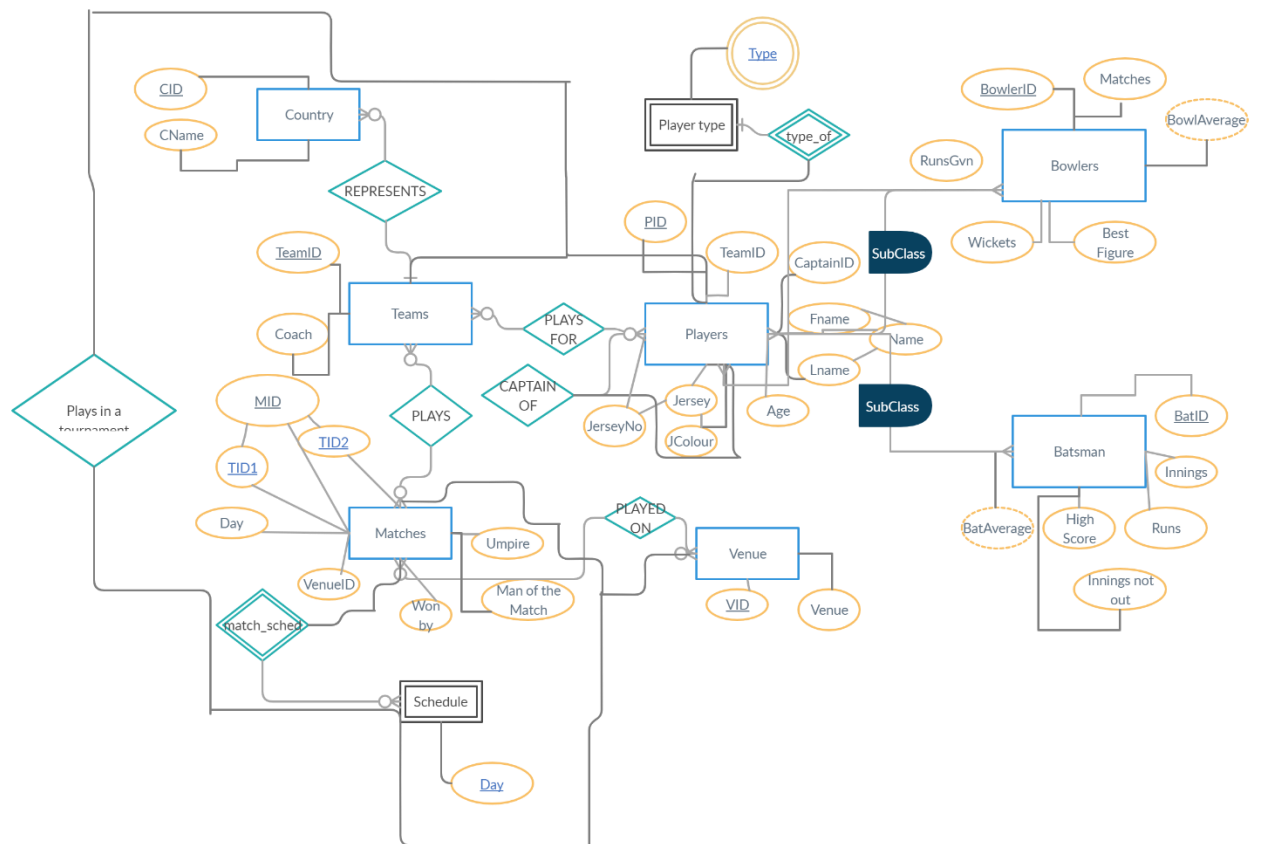 Type
CID
Matches
BowlerID
Country
BowlAverage
Player type
CName
type_of
RunsGvn
Bowlers
REPRESENTS
PID
Wickets
Best
Figure
TeamID
TeamID
CaptainID
SubClass
Teams
PLAYS
FOR
Players
Fname
Coach
Name
Lname
CAPTAIN
OF
MID
Jersey
SubClass
Plays in a
tournament
PLAYS
JerseyNo
Age
BatID
TID2
JColour
Batsman
TID1
Innings
Day
Matches
PLAYED
ON
Umpire
Venue
BatAverage
High
Score
Runs
VenueID
Won
by
Man of the
Match
VID
Venue
Innings not
out
match_sched
Schedule
Day